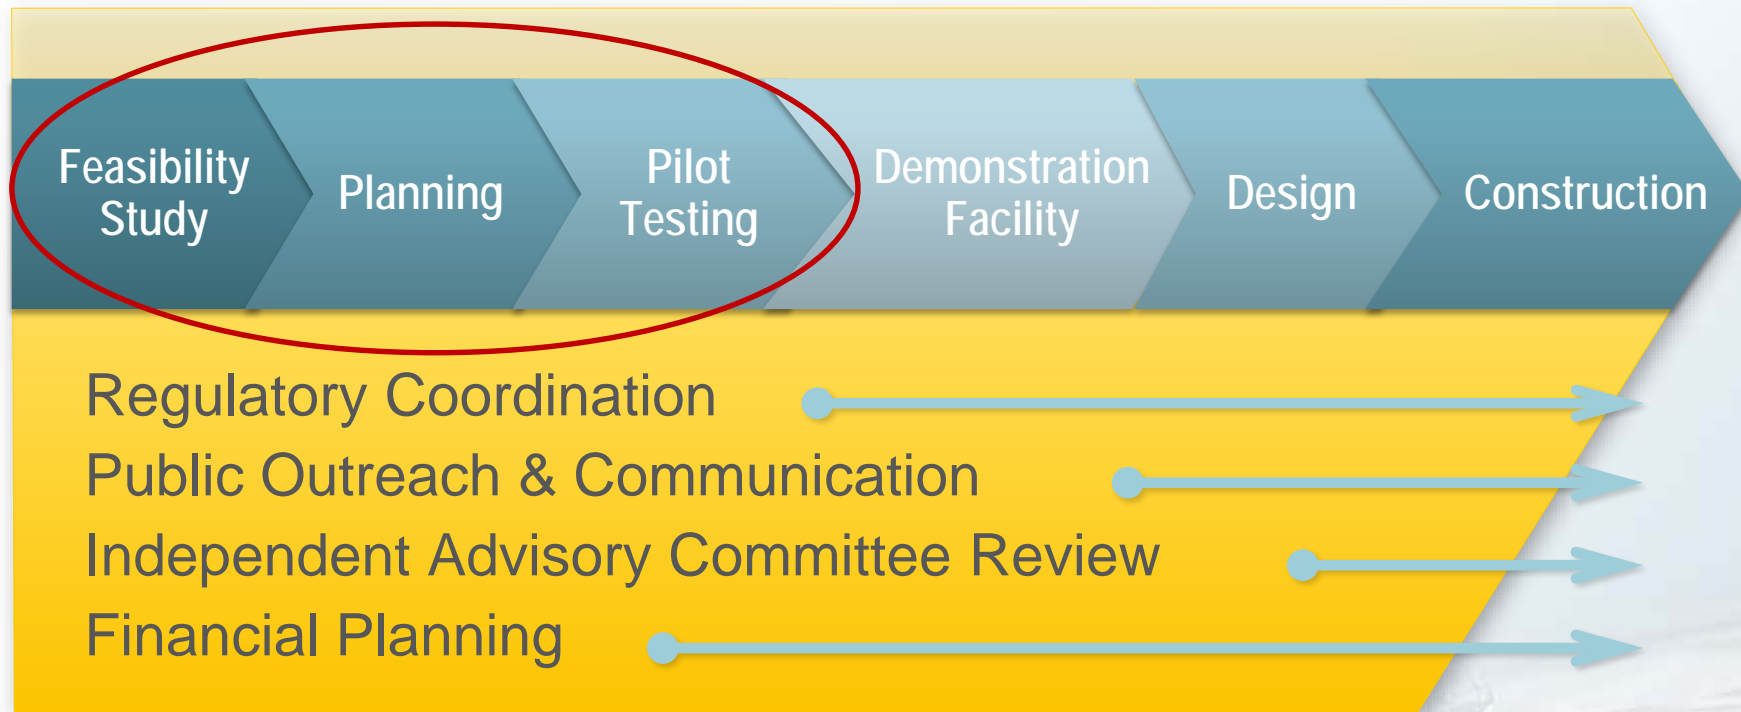 Feasibility
Study
Planning
Pilot
Testing
Demonstration
Facility
Design
Construction
Regulatory Coordination
Public Outreach & Communication
Independent Advisory Committee Review
Financial Planning